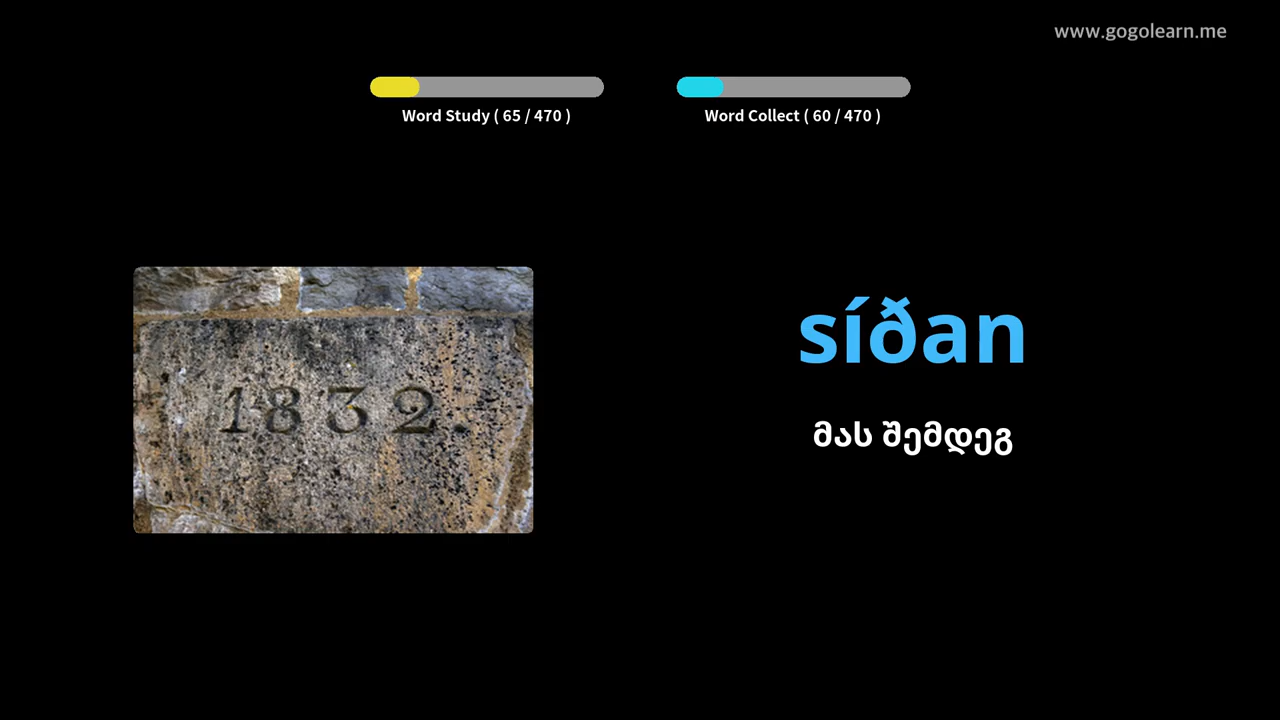 www.gogolearn.me
Word Study ( 65 / 470 )
Word Collect ( 60 / 470 )
1832.
síðan
მას შემდეგ